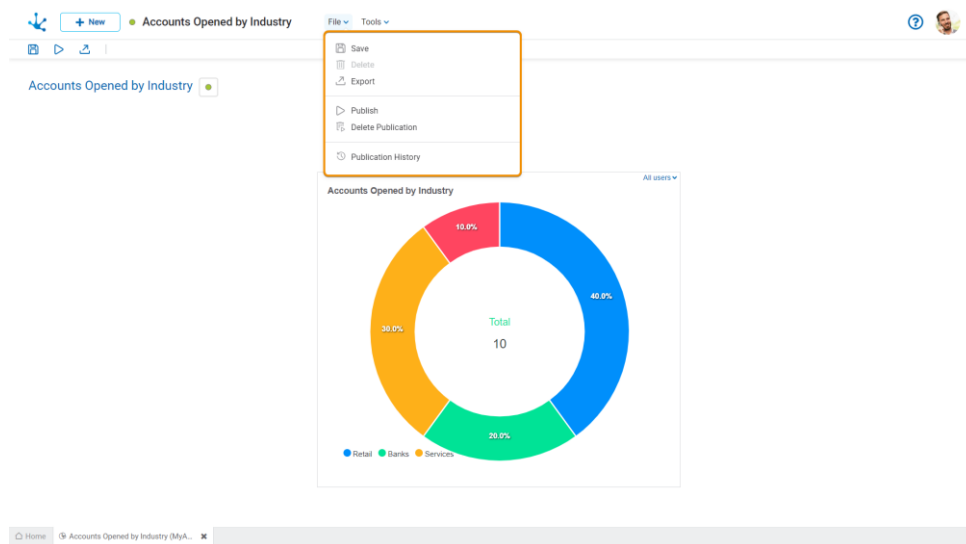 + New
Accounts Opened by Industry
File
Tools
?
Save
Delete
Export
Accounts Opened by Industry
Publish
Delete Publication
Publication History
All users
Accounts Opened by Industry
10.0%
40.0%
30.0%
Total
10
20.0%
Retail Banks Services
Home
Accounts Opened by Industry (MyA...